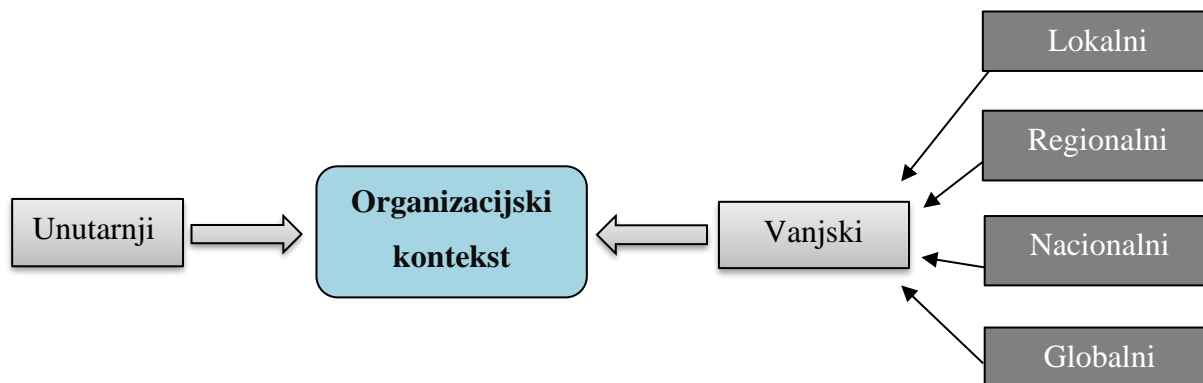 Unutarnji
Organizacijski
kontekst
Vanjski
Lokalni
Regionalni
Nacionalni
Globalni